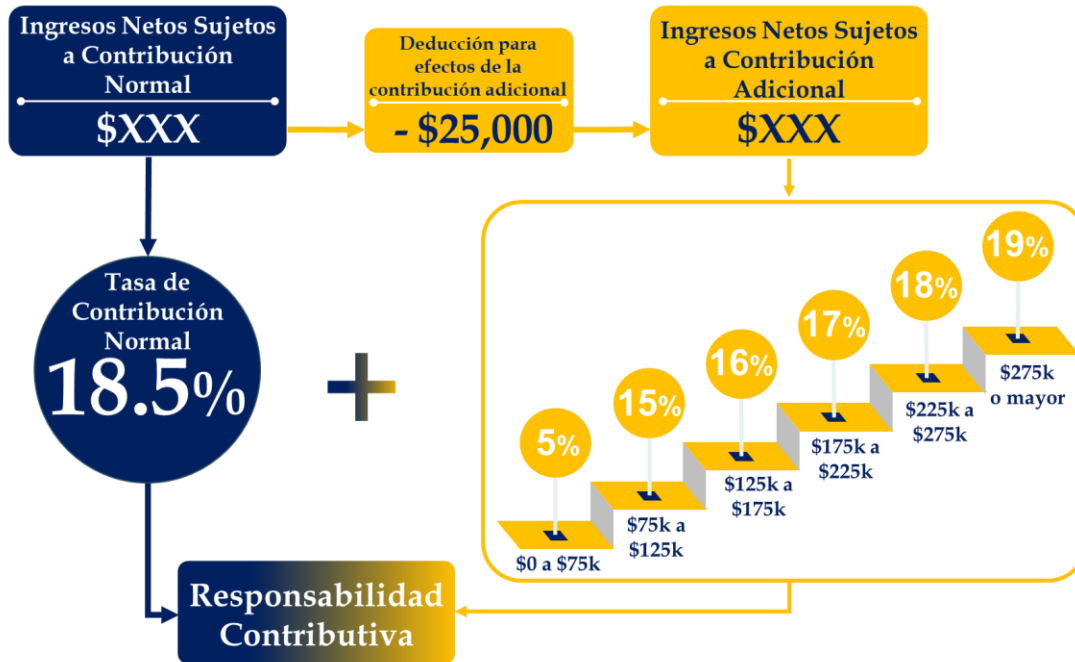 Ingresos Netos Sujetos
a Contribución
Normal
$XXX
Deducción para
efectos de la
contribución adicional
- $25,000
Ingresos Netos Sujetos
a Contribución
Adicional
$XXX
Tasa de
Contribución
Normal
18.5%
+
5%
$0 a $75k
15%
$75k a
$125k
16%
$125k a
$175k
17%
$175k a
$225k
18%
$225k a
$275k
19%
$275k
o mayor
Responsabilidad
Contributiva